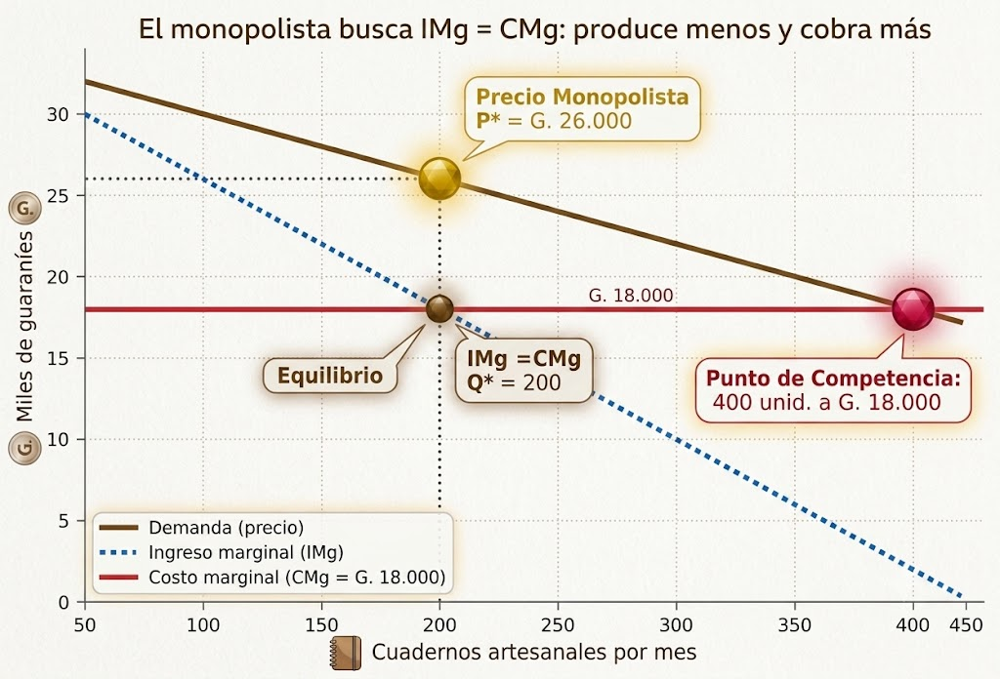 El monopolista busca IMg = CMg: produce menos y cobra más
G. Miles de guaraníes G.
30
25
20
15
10
5
0
Precio Monopolista
P* = G. 26.000
G. 18.000
Equilibrio
IMg =CMg
Q* = 200
Punto de Competencia:
400 unid. a G. 18.000
Demanda (precio)
Ingreso marginal (IMg)
Costo marginal (CMg = G. 18.000)
50 100 150 200 250 300 350 400 450
Cuadernos artesanales por mes